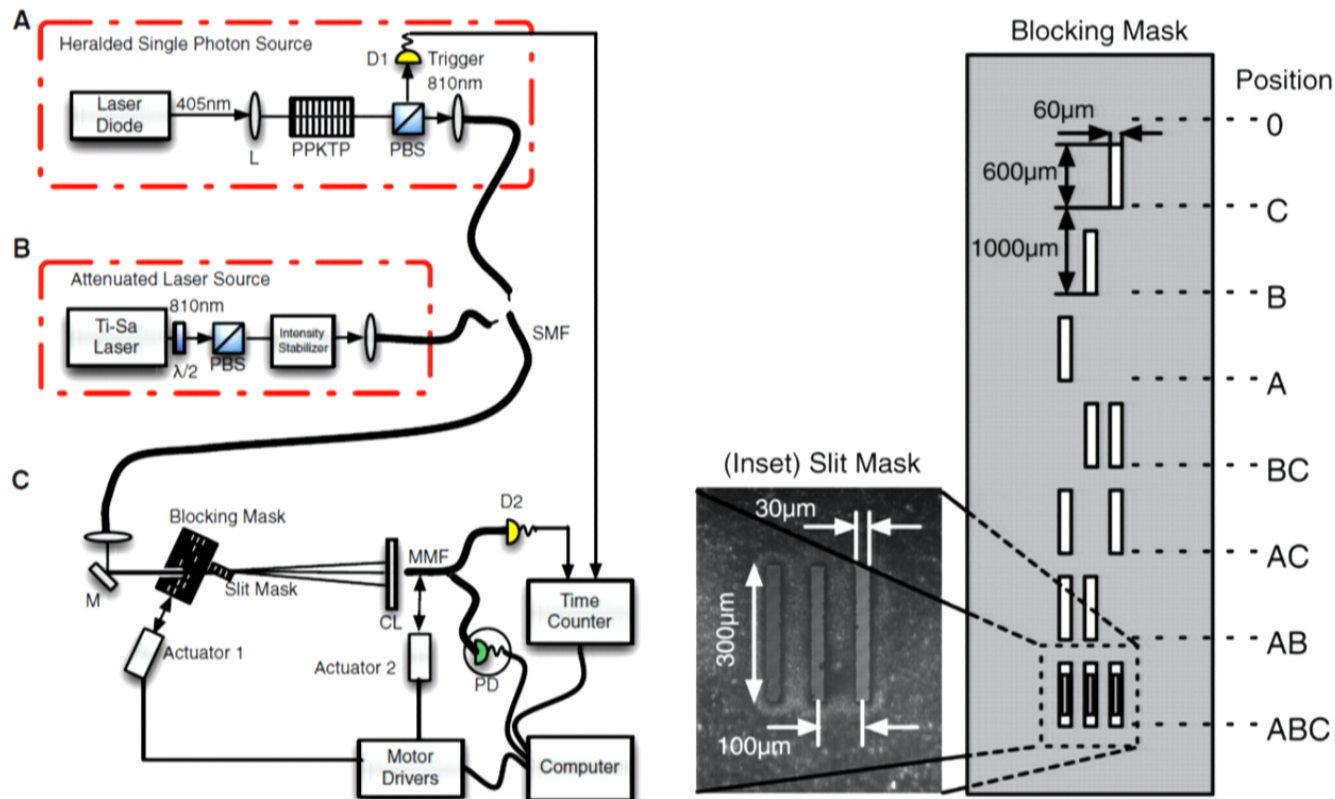 A
Heralded Single Photon Source
D1
Trigger
810nm
Laser
Diode
405nm
L
PPKTP
PBS
B
Attenuated Laser Source
810nm
Ti-Sa
Laser
λ/2
PBS
Intensity
Stabilizer
SMF
C
Blocking Mask
Slit Mask
M
Actuator 1
CL
MMF
D2
Actuator 2
PD
Time
Counter
Motor
Drivers
Computer
Blocking Mask
Position
60μm
0
600μm
C
1000μm
B
A
BC
AC
AB
ABC
(Inset) Slit Mask
30μm
300μm
100μm